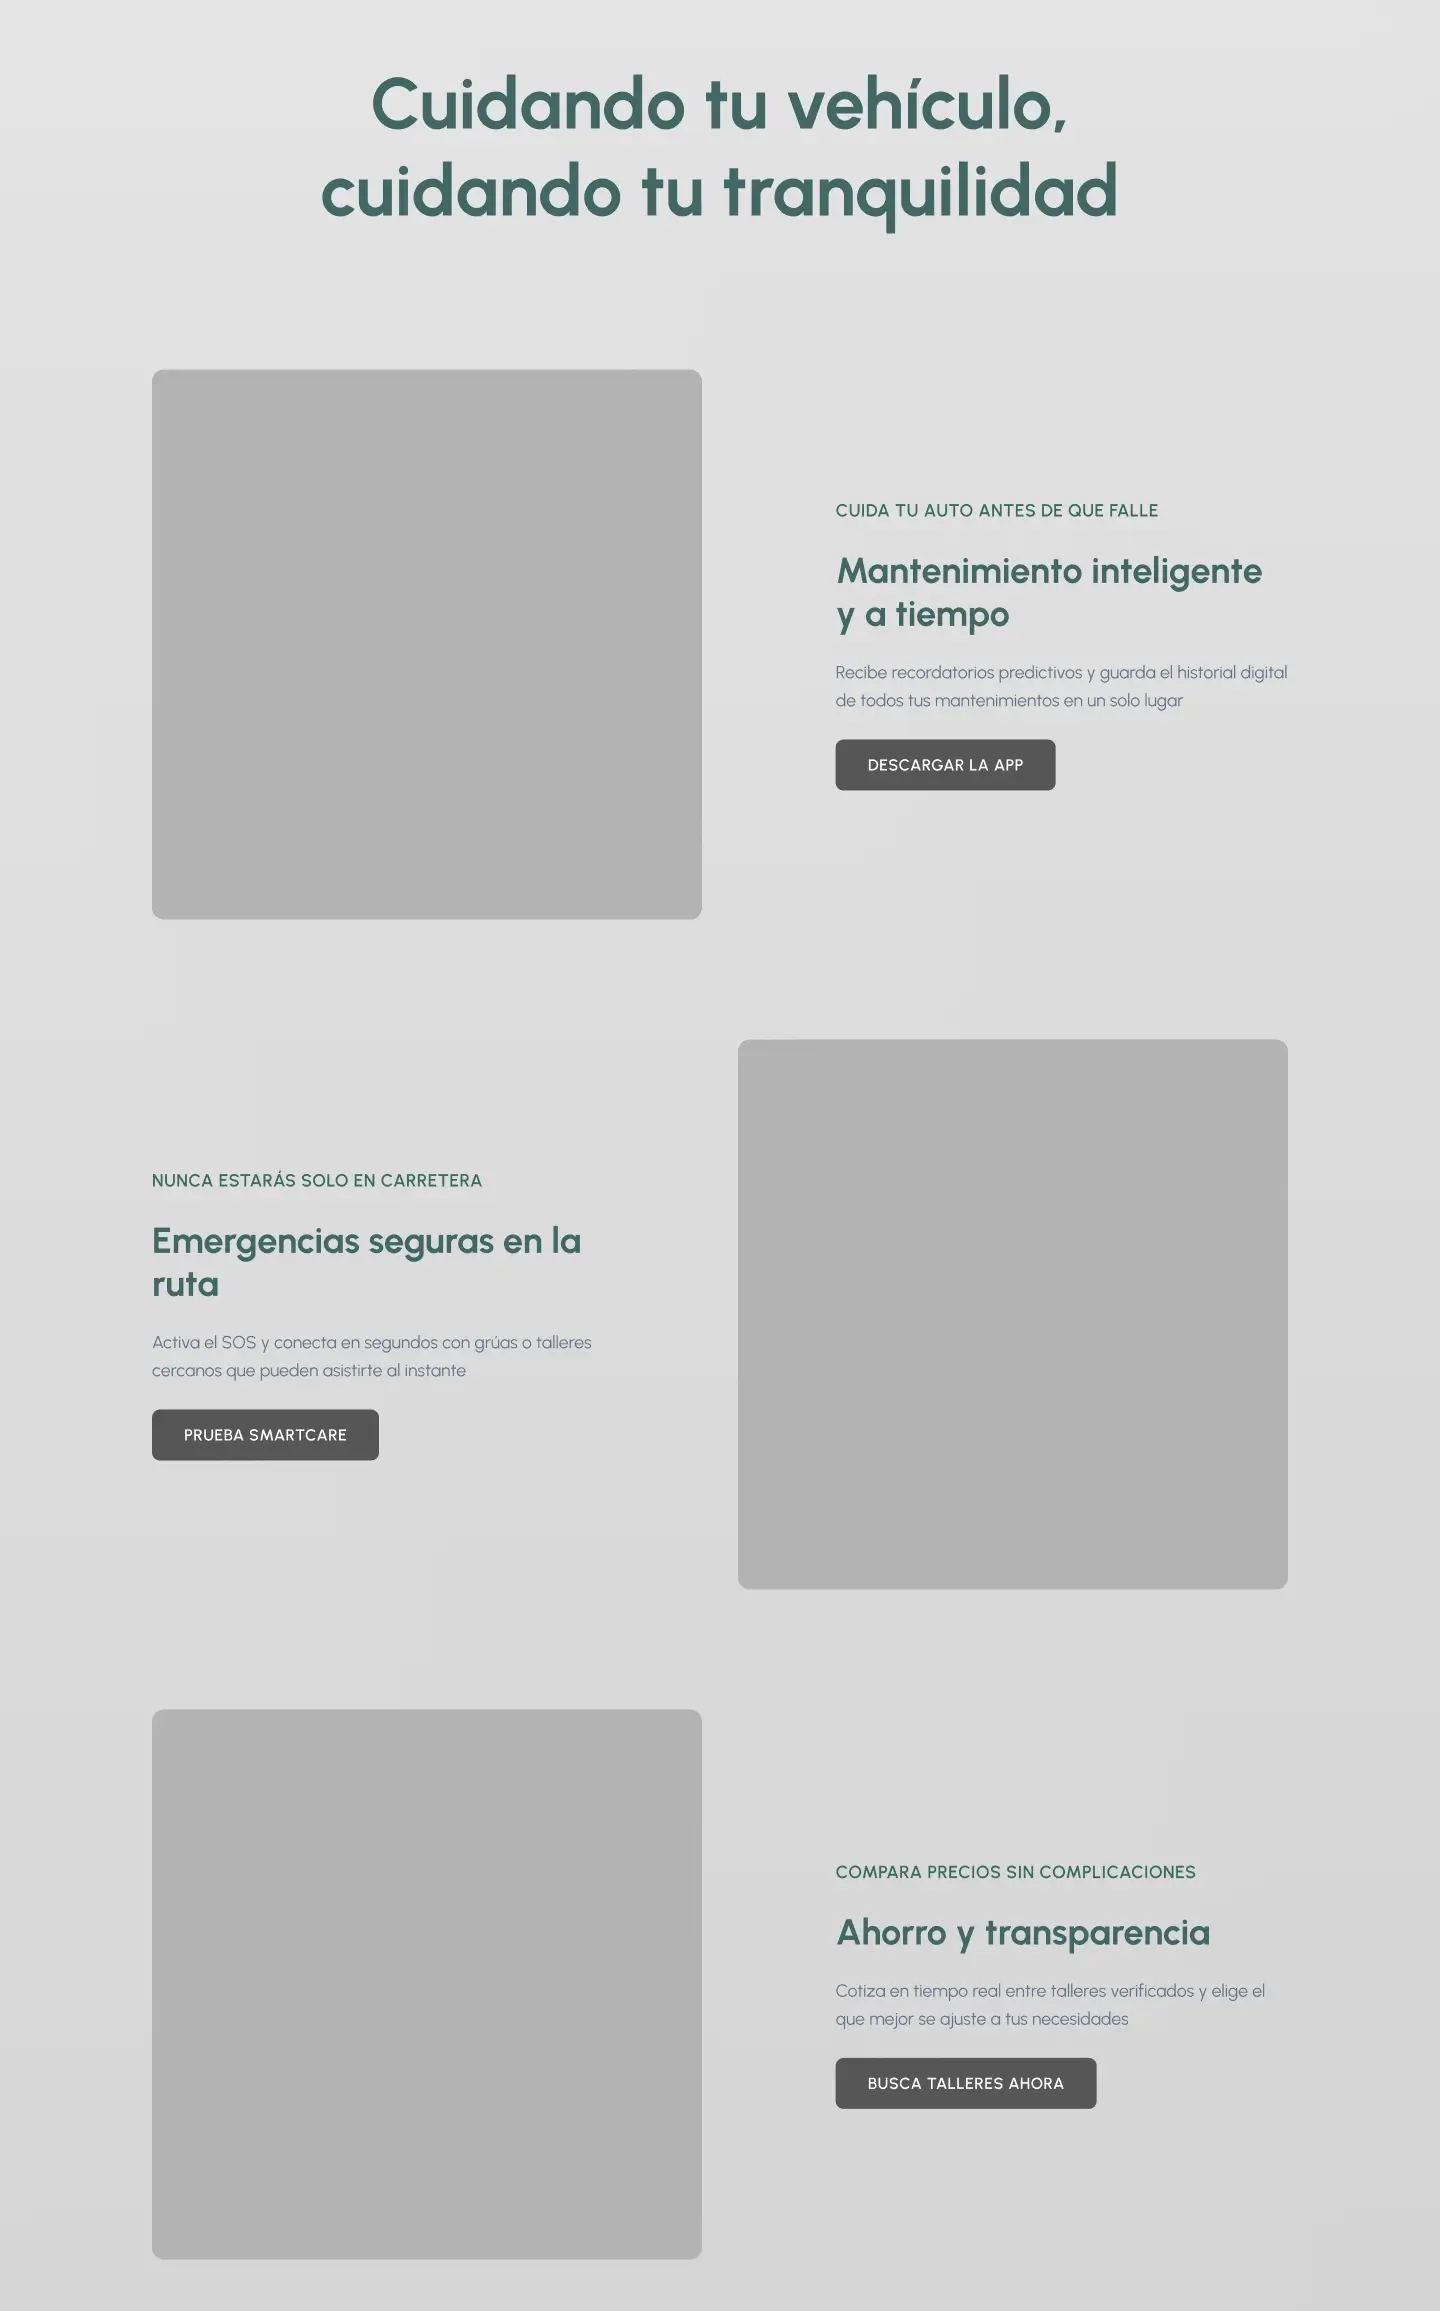 Cuidando tu vehículo,
cuidando tu tranquilidad
CUIDA TU AUTO ANTES DE QUE FALLE
Mantenimiento inteligente
y a tiempo
Recibe recordatorios predictivos y guarda el historial digital
de todos tus mantenimientos en un solo lugar
DESCARGAR LA APP
NUNCA ESTARÁS SOLO EN CARRETERA
Emergencias seguras en la
ruta
Activa el SOS y conecta en segundos con grúas o talleres
cercanos que pueden asistirte al instante
PRUEBA SMARTCARE
COMPARA PRECIOS SIN COMPLICACIONES
Ahorro y transparencia
Cotiza en tiempo real entre talleres verificados y elige el
que mejor se ajuste a tus necesidades
BUSCA TALLERES AHORA